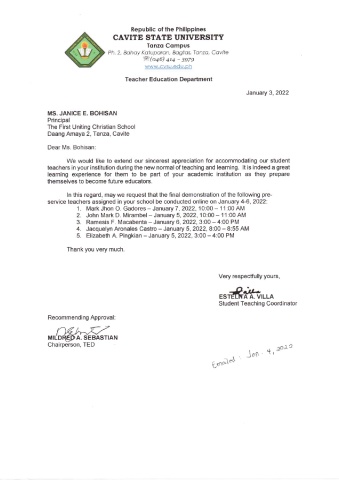 Republic of the Philippines
CAVITE STATE UNIVERSITY
Tanza Campus
Ph. 2, Bahay Katuparan, Bagtas, Tanza, Cavite
(046) 414 – 3979
www.cvsu.edu.ph
Teacher Education Department
January 3, 2022
MS. JANICE E. BOHISAN
Principal
The First Uniting Christian School
Daang Amaya 2, Tanza, Cavite
Dear Ms. Bohisan:
We would like to extend our sincerest appreciation for accommodating our student
teachers in your institution during the new normal of teaching and learning. It is indeed a great
learning experience for them to be part of your academic institution as they prepare
themselves to become future educators.
In this regard, may we request that the final demonstration of the following pre-
service teachers assigned in your school be conducted online on January 4-6, 2022:
1. Mark Jhon O. Gadores – January 7, 2022, 10:00 – 11:00 AM
2. John Mark D. Mirambel – January 5, 2022, 10:00 – 11:00 AM
3. Ramesis F. Macabenta – January 6, 2022, 3:00 – 4:00 PM
4. Jacquelyn Aronales Castro – January 5, 2022, 8:00 – 8:55 AM
5. Elizabeth A. Pingkian – January 5, 2022, 3:00 – 4:00 PM
Thank you very much.
Very respectfully yours,
ESTELITA A. VILLA
Student Teaching Coordinator
Recommending Approval:
MILDRED A. SEBASTIAN
Chairperson, TED
Emailed: Jan. 4, 2022